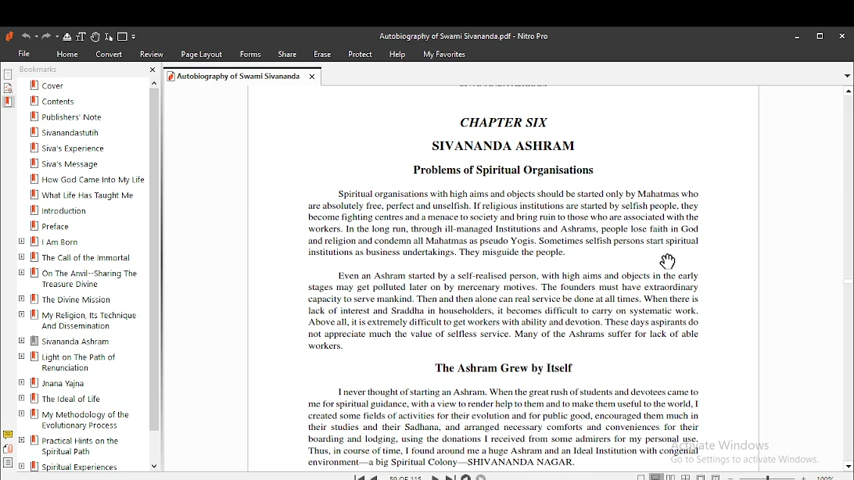 Autobiography of Swami Sivananda.pdf - Nitro Pro
File Home Convert Review Page Layout Forms Share Erase Protect Help My Favorites
Bookmarks
Autobiography of Swami Sivananda
Cover
Contents
Publishers' Note
Sivanandastutih
Siva's Experience
Siva's Message
How God Came Into My Life
What Life Has Taught Me
Introduction
Preface
I Am Born
The Call of the Immortal
On The Anvil--Sharing The
Treasure Divine
The Divine Mission
My Religion, Its Technique
And Dissemination
Sivananda Ashram
Light on The Path of
Renunciation
Jnana Yajna
The Ideal of Life
My Methodology of the
Evolutionary Process
Practical Hints on the
Spiritual Path
Spiritual Experiences
CHAPTER SIX
SIVANANDA ASHRAM
Problems of Spiritual Organisations
Spiritual organisations with high aims and objects should be started only by Mahatmas who
are absolutely free, perfect and unselfish. If religious institutions are started by selfish people, they
become fighting centres and a menace to society and bring ruin to those who are associated with the
workers. In the long run, through ill-managed Institutions and Ashrams, people lose faith in God
and religion and condemn all Mahatmas as pseudo Yogis. Sometimes selfish persons start spiritual
institutions as business undertakings. They misguide the people.
Even an Ashram started by a self-realised person, with high aims and objects in the early
stages may get polluted later on by mercenary motives. The founders must have extraordinary
capacity to serve mankind. Then and then alone can real service be done at all times. When there is
lack of interest and Sraddha in householders, it becomes difficult to carry on systematic work.
Above all, it is extremely difficult to get workers with ability and devotion. These days aspirants do
not appreciate much the value of selfless service. Many of the Ashrams suffer for lack of able
workers.
The Ashram Grew by Itself
I never thought of starting an Ashram. When the great rush of students and devotees came to
me for spiritual guidance, with a view to render help to them and to make them useful to the world, I
created some fields of activities for their evolution and for public good, encouraged them much in
their studies and their Sadhana, and arranged necessary comforts and conveniences for their
boarding and lodging, using the donations I received from some admirers for my personal use.
Thus, in course of time, I found around me a huge Ashram and an Ideal Institution with congenial
environment—a big Spiritual Colony—SHIVANANDA NAGAR.
Activate Windows
Go to Settings to activate Windows.
59 OF 115
100%